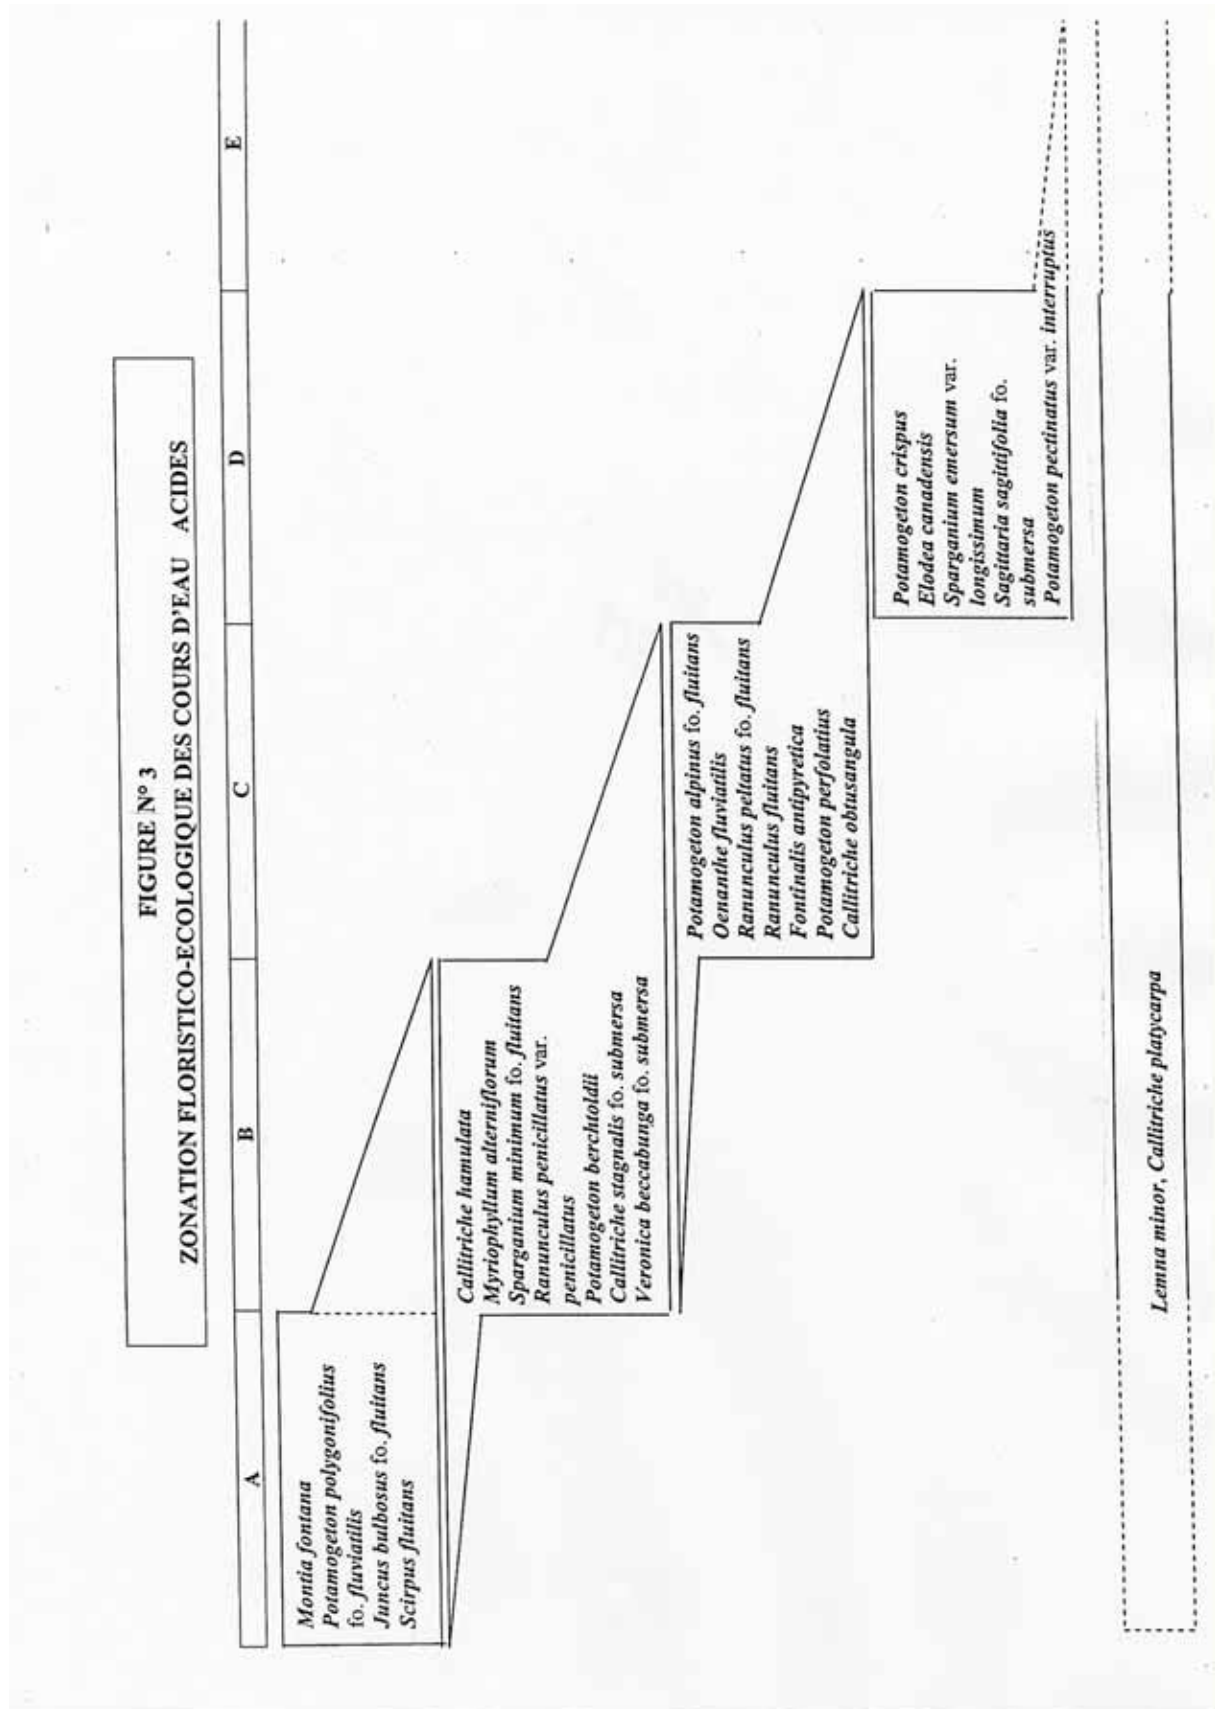 FIGURE Nº 3
ZONATION FLORISTICO-ECOLOGIQUE DES COURS D'EAU ACIDES
A
B
C
D
E
Montia fontana
Potamogeton polygonifolius
fo. fluviatilis
Juncus bulbosus fo. fluitans
Scirpus fluitans
Callitriche hamulata
Myriophyllum alterniflorum
Sparganium minimum fo. fluitans
Ranunculus penicillatus var.
penicillatus
Potamogeton berchtoldii
Callitriche stagnalis fo. submersa
Veronica beccabunga fo. submersa
Potamogeton alpinus fo. fluitans
Oenanthe fluviatilis
Ranunculus peltatus fo. fluitans
Ranunculus fluitans
Fontinalis antipyretica
Potamogeton perfolatius
Callitriche obtusangula
Potamogeton crispus
Elodea canadensis
Sparganium emersum var.
longissimum
Sagittaria sagittifolia fo.
submersa
Potamogeton pectinatus var. interruptus
Lemna minor, Callitriche platycarpa